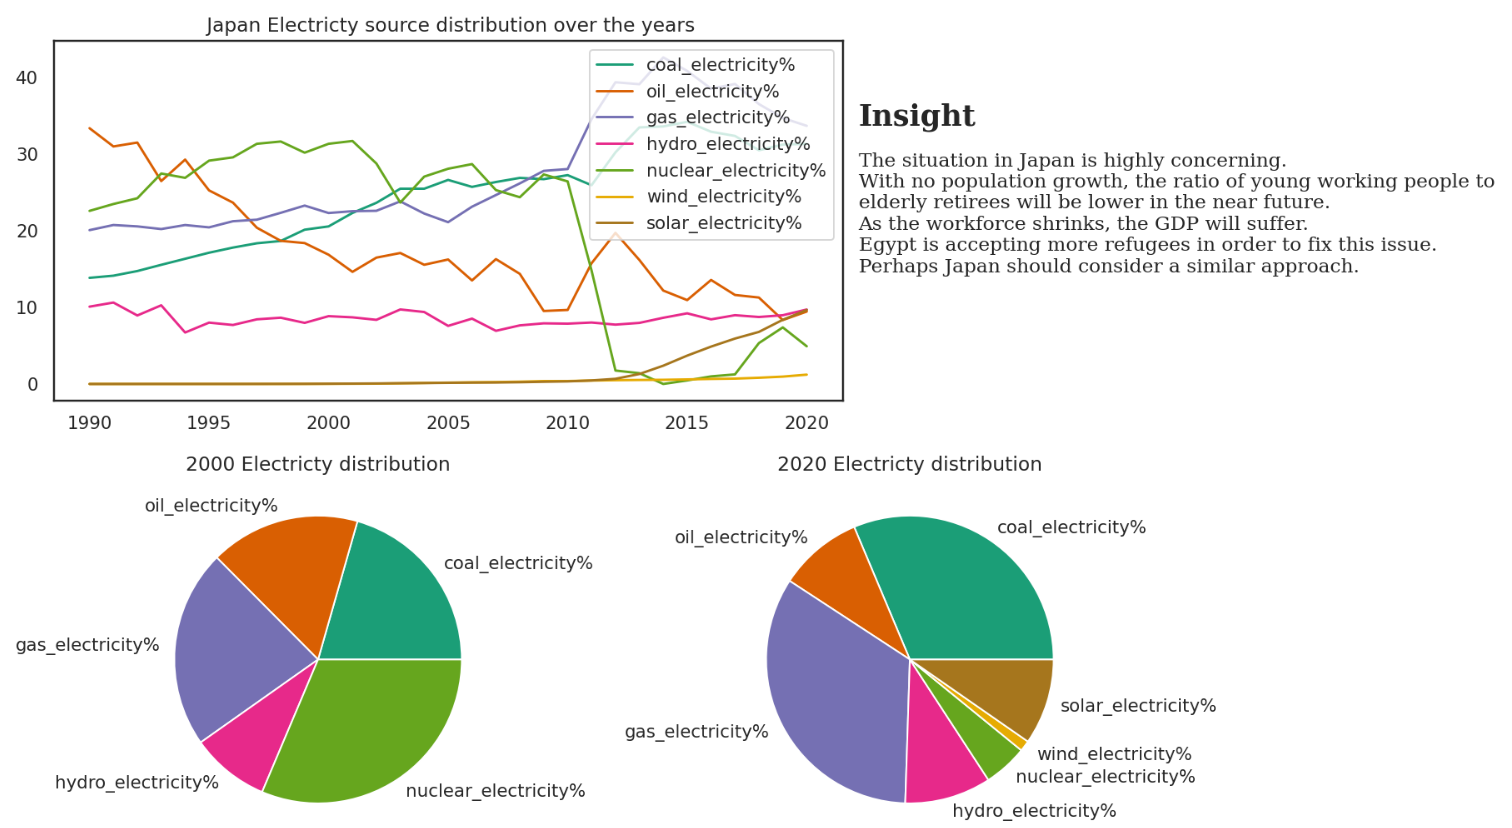 Japan Electricty source distribution over the years
40
30
20
10
0
1990 1995 2000 2005 2010 2015 2020
coal_electricity%
oil_electricity%
gas_electricity%
hydro_electricity%
nuclear_electricity%
wind_electricity%
solar_electricity%
Insight
The situation in Japan is highly concerning.
With no population growth, the ratio of young working people to
elderly retirees will be lower in the near future.
As the workforce shrinks, the GDP will suffer.
Egypt is accepting more refugees in order to fix this issue.
Perhaps Japan should consider a similar approach.
2000 Electricty distribution
oil_electricity%
coal_electricity%
gas_electricity%
hydro_electricity%
nuclear_electricity%
2020 Electricty distribution
coal_electricity%
oil_electricity%
solar_electricity%
gas_electricity%
wind_electricity%
nuclear_electricity%
hydro_electricity%